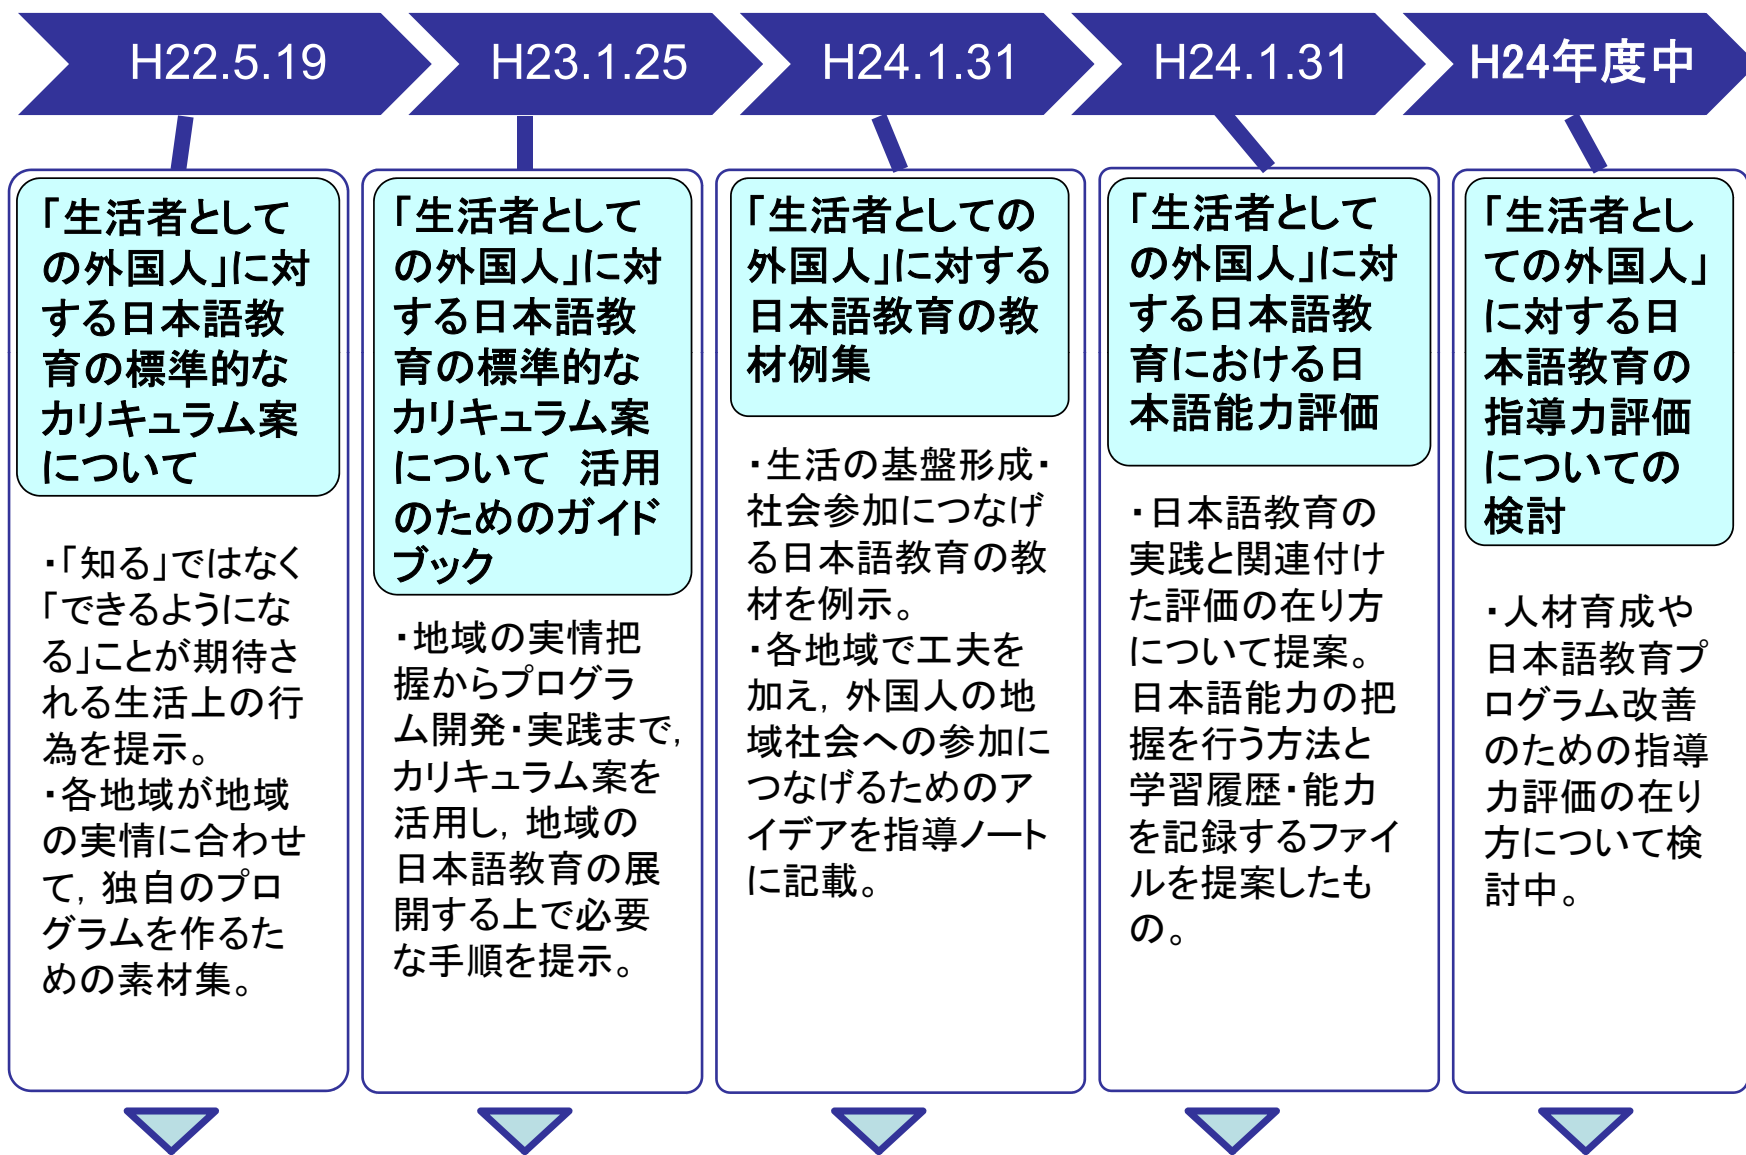 H22.5.19
H23.1.25
H24.1.31
H24.1.31
H24年度中
「生活者として
の外国人」に対
する日本語教
育の標準的な
カリキュラム案
について
・「知る」ではなく
「できるようにな
る」ことが期待さ
れる生活上の行
為を提示。
・各地域が地域
の実情に合わせ
て，独自のプロ
グラムを作るた
めの素材集。
「生活者として
の外国人」に対
する日本語教
育の標準的な
カリキュラム案
について　活用
のためのガイド
ブック
・地域の実情把
握からプログラ
ム開発・実践まで，
カリキュラム案を
活用し，地域の
日本語教育の展
開する上で必要
な手順を提示。
「生活者としての
外国人」に対する
日本語教育の教
材例集
・生活の基盤形成・
社会参加につなげ
る日本語教育の教
材を例示。
・各地域で工夫を
加え，外国人の地
域社会への参加に
つなげるためのア
イデアを指導ノート
に記載。
「生活者として
の外国人」に対
する日本語教
育における日
本語能力評価
・日本語教育の
実践と関連付け
た評価の在り方
について提案。
日本語能力の把
握を行う方法と
学習履歴・能力
を記録するファイ
ルを提案したも
の。
「生活者とし
ての外国人」
に対する日
本語教育の
指導力評価
についての
検討
・人材育成や
日本語教育プ
ログラム改善
のための指導
力評価の在り
方について検
討中。